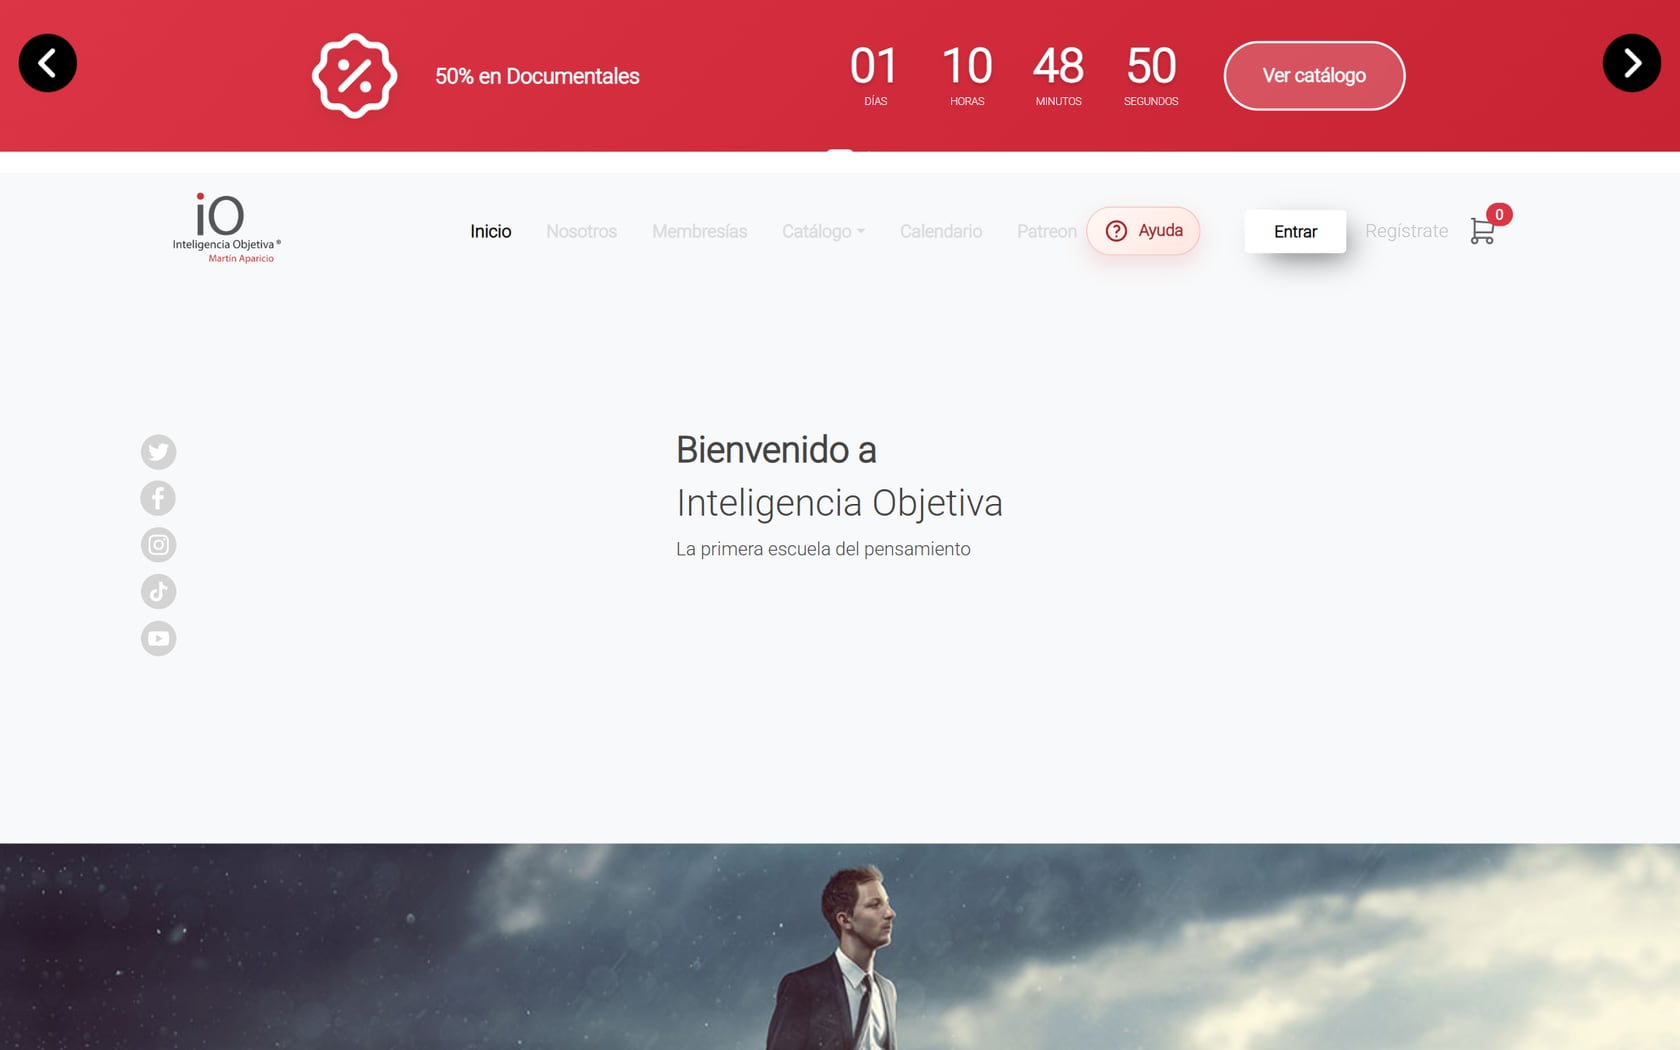 50% en Documentales
01 10 48 50
DÍAS HORAS MINUTOS SEGUNDOS
Ver catálogo
iO
Inteligencia Objetiva ®
Martín Aparicio
Inicio Nosotros Membresías Catálogo Calendario Patreon Ayuda Entrar Regístrate 0
Bienvenido a
Inteligencia Objetiva
La primera escuela del pensamiento